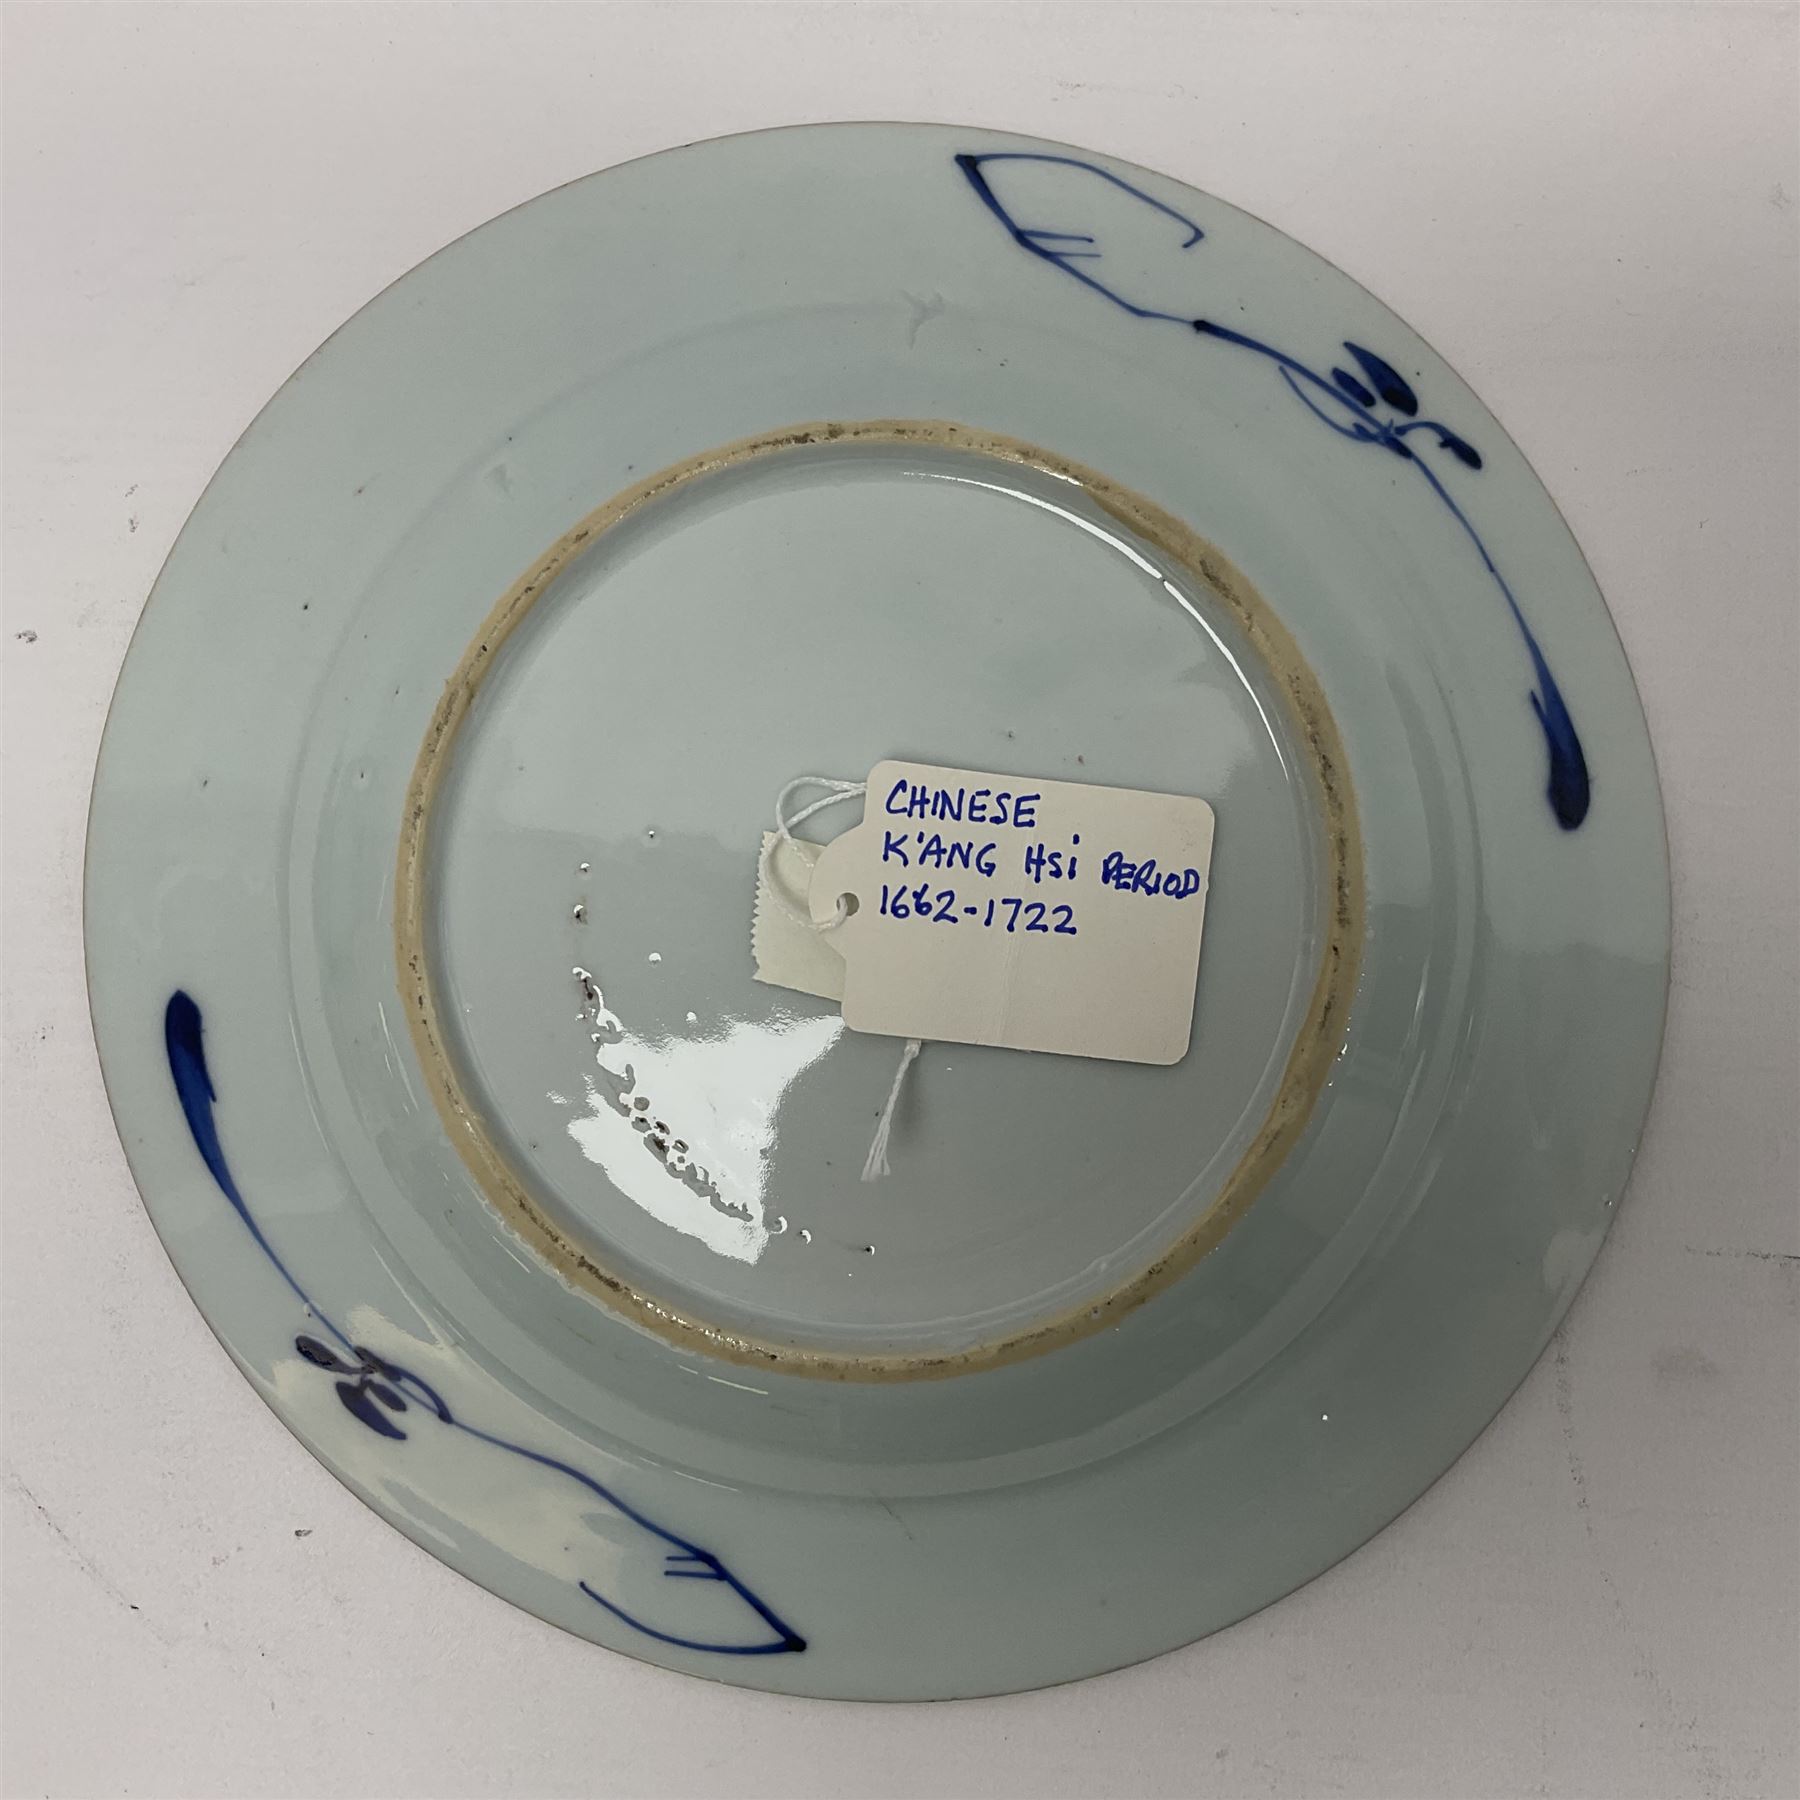 CHINESE
K'ANG HSi PERIOD
1662-1722